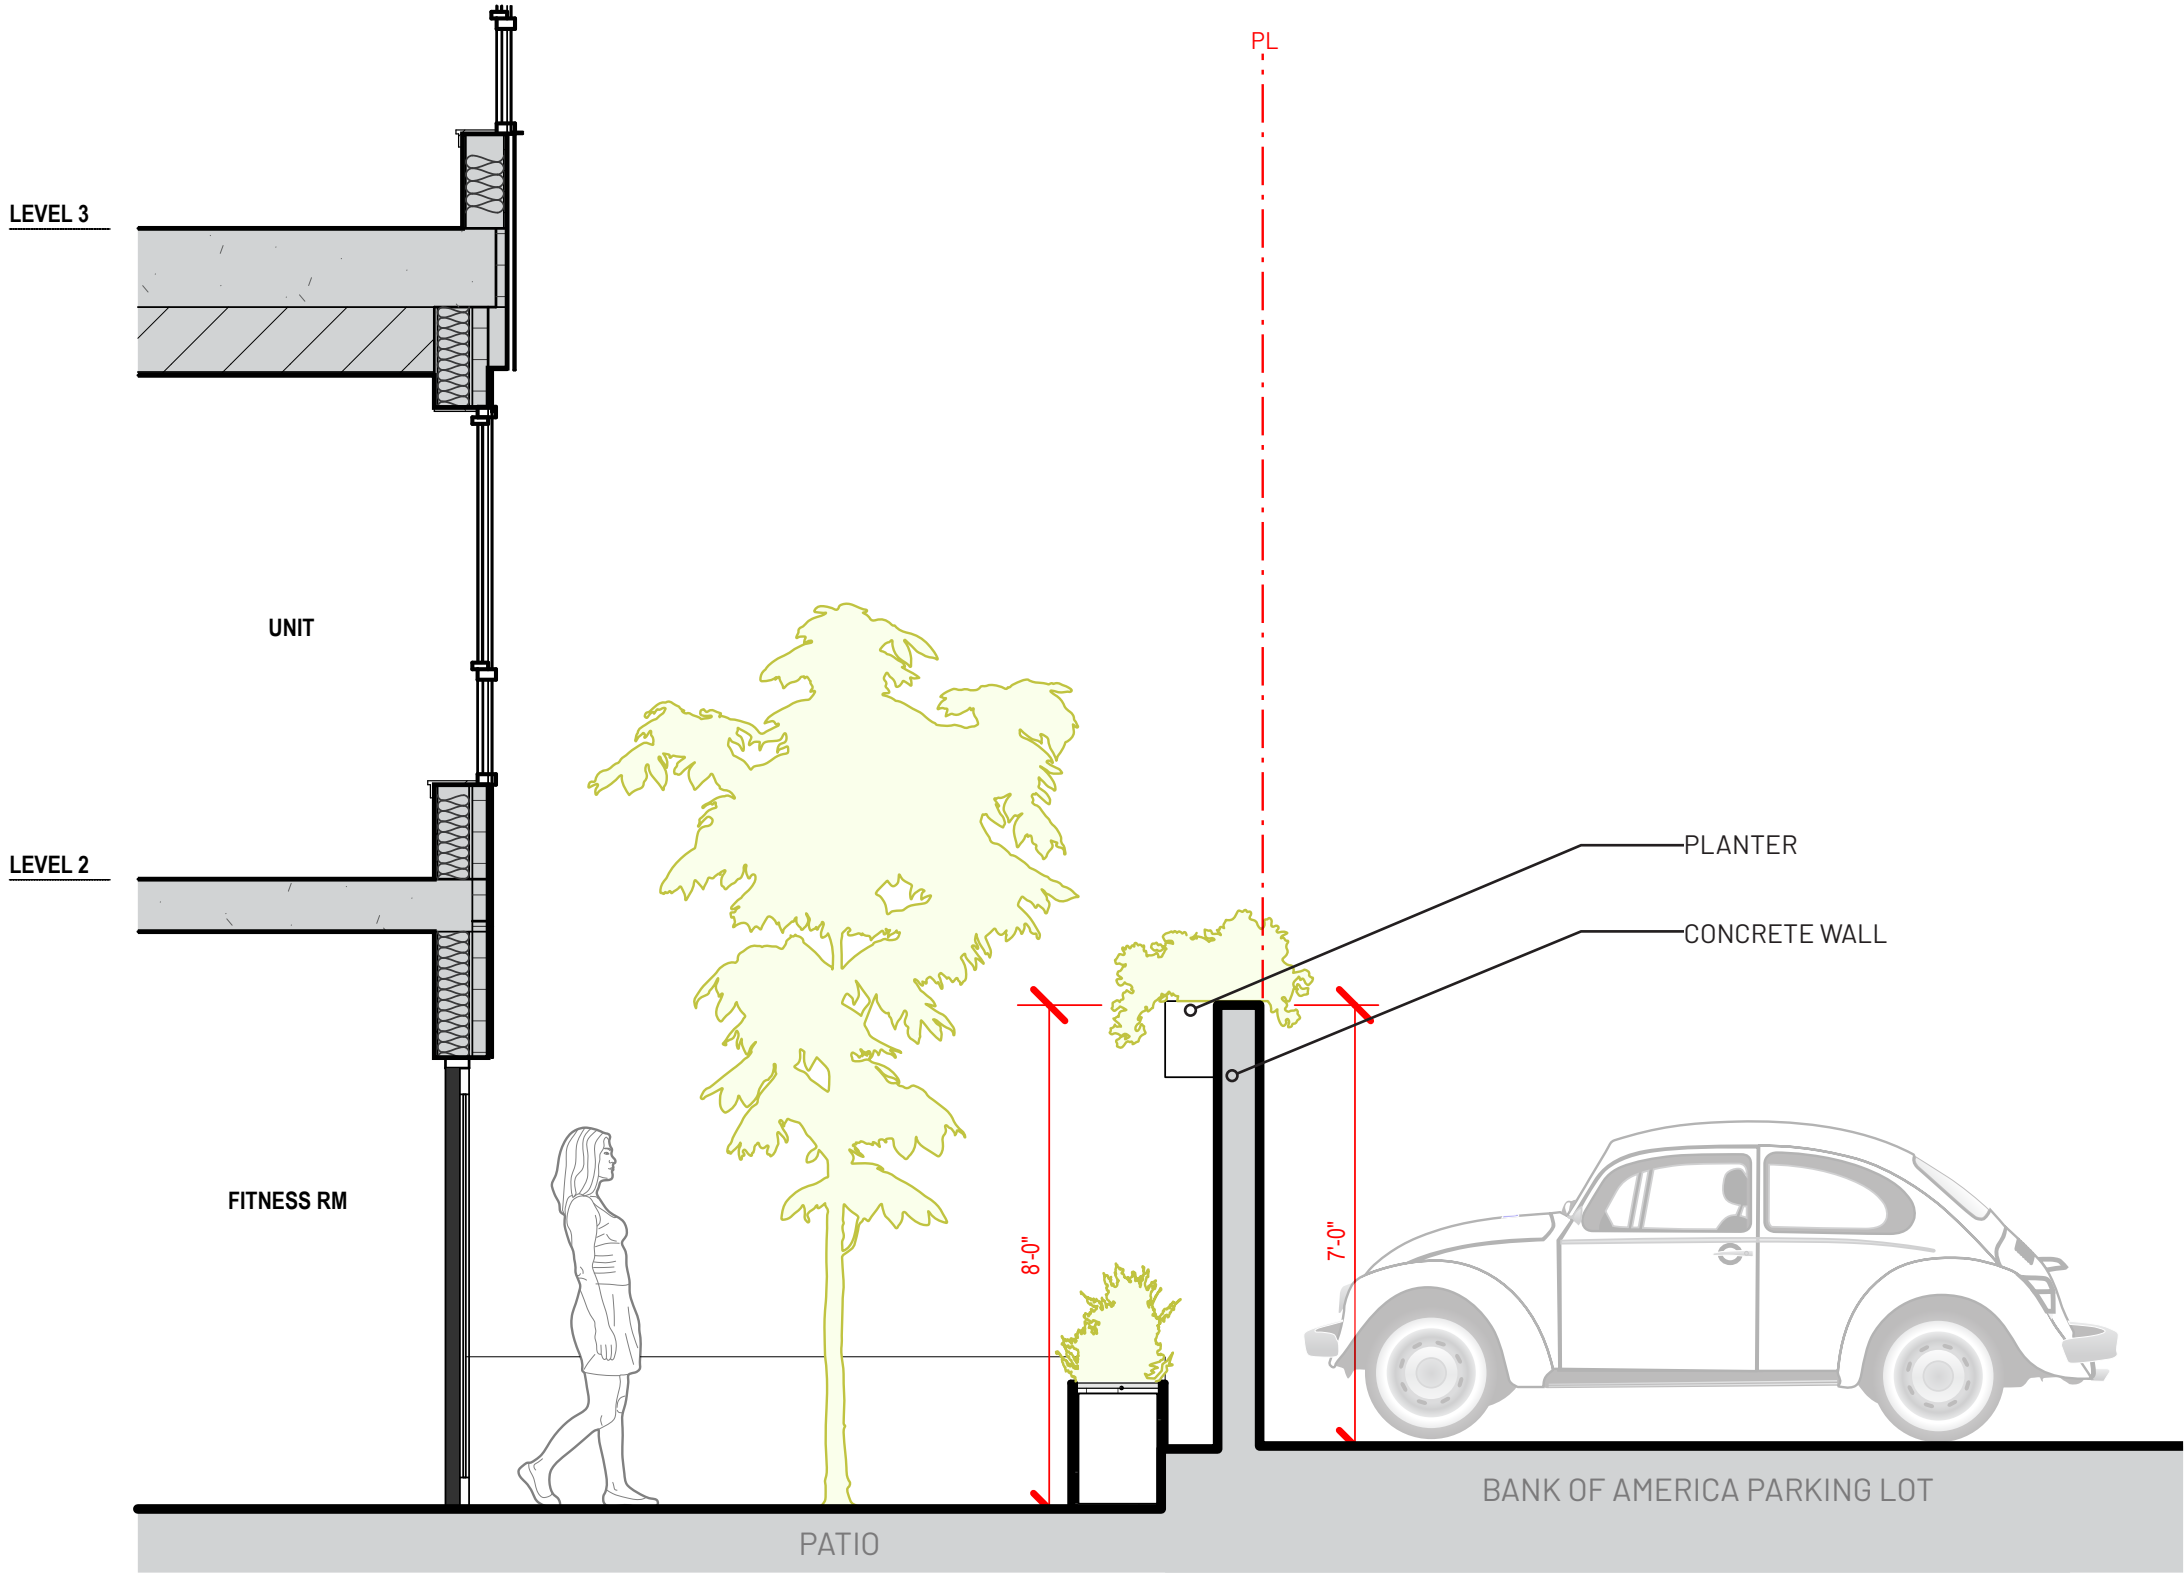 PL
LEVEL 3
UNIT
PLANTER
LEVEL 2
CONCRETE WALL
FITNESS RM
8'-0"
7'-0"
BANK OF AMERICA PARKING LOT
PATIO